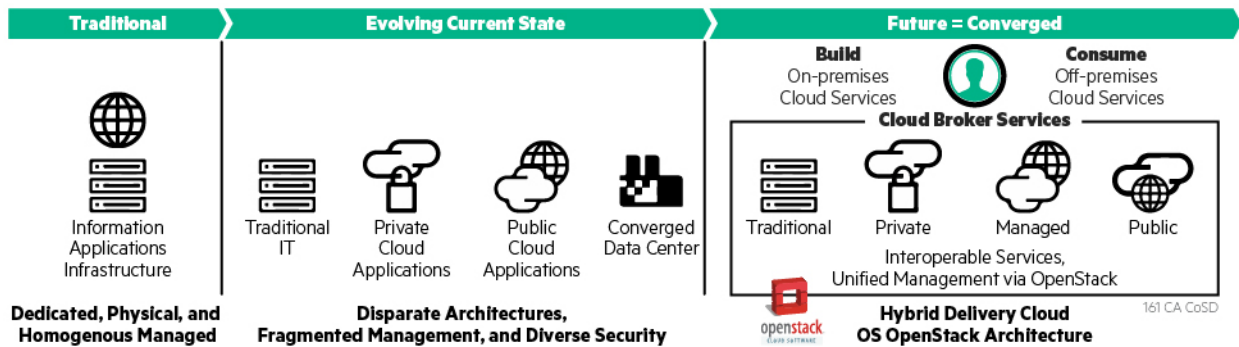 Traditional
Evolving Current State
Future = Converged
Information
Applications
Infrastructure
Dedicated, Physical, and
Homogenous Managed
Traditional
IT
Private
Cloud
Applications
Public
Cloud
Applications
Converged
Data Center
Disparate Architectures,
Fragmented Management, and Diverse Security
Build
On-premises
Cloud Services
Consume
Off-premises
Cloud Services
Cloud Broker Services
Traditional
Private
Managed
Public
Interoperable Services,
Unified Management via OpenStack
openstack
CLOUD SOFTWARE
161 CA CoSD
Hybrid Delivery Cloud
OS OpenStack Architecture